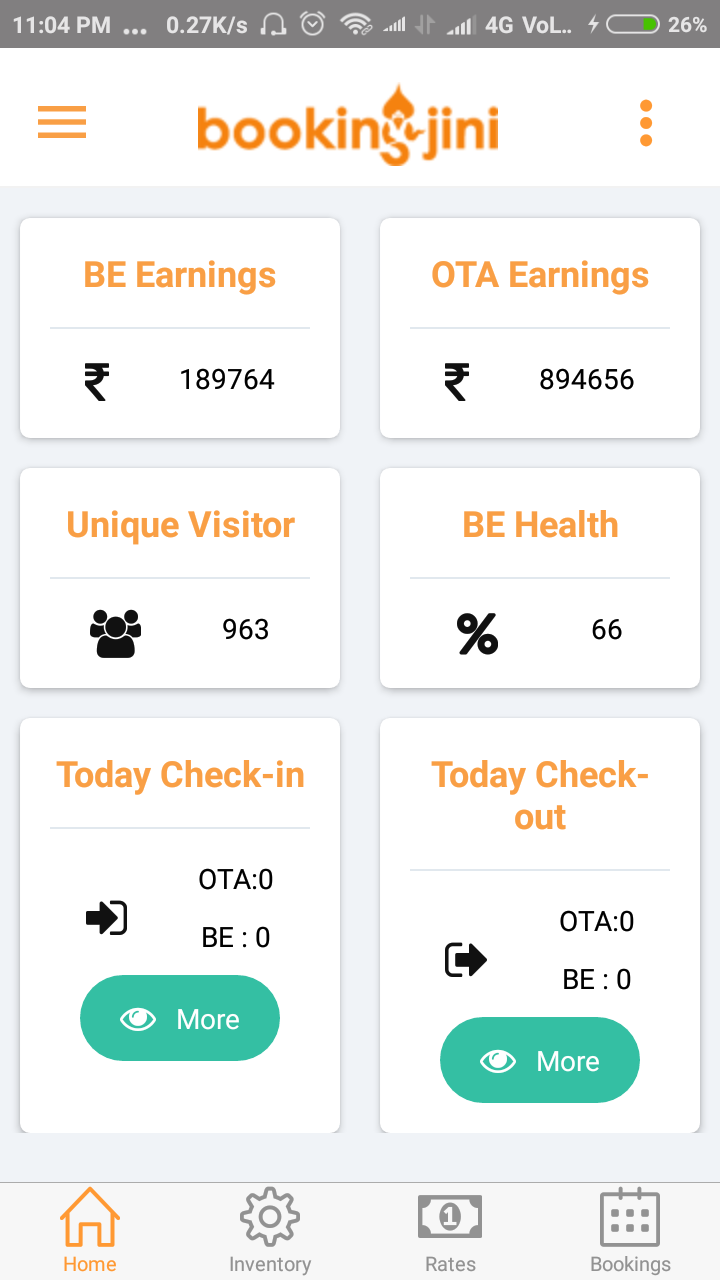 11:04 PM ... 0.27K/s 4G VoL.. 26%
bookingjini
BE Earnings
₹ 189764
OTA Earnings
₹ 894656
Unique Visitor
963
BE Health
% 66
Today Check-in
OTA:0
BE : 0
More
Today Check-
out
OTA:0
BE : 0
More
1
Home Inventory Rates Bookings